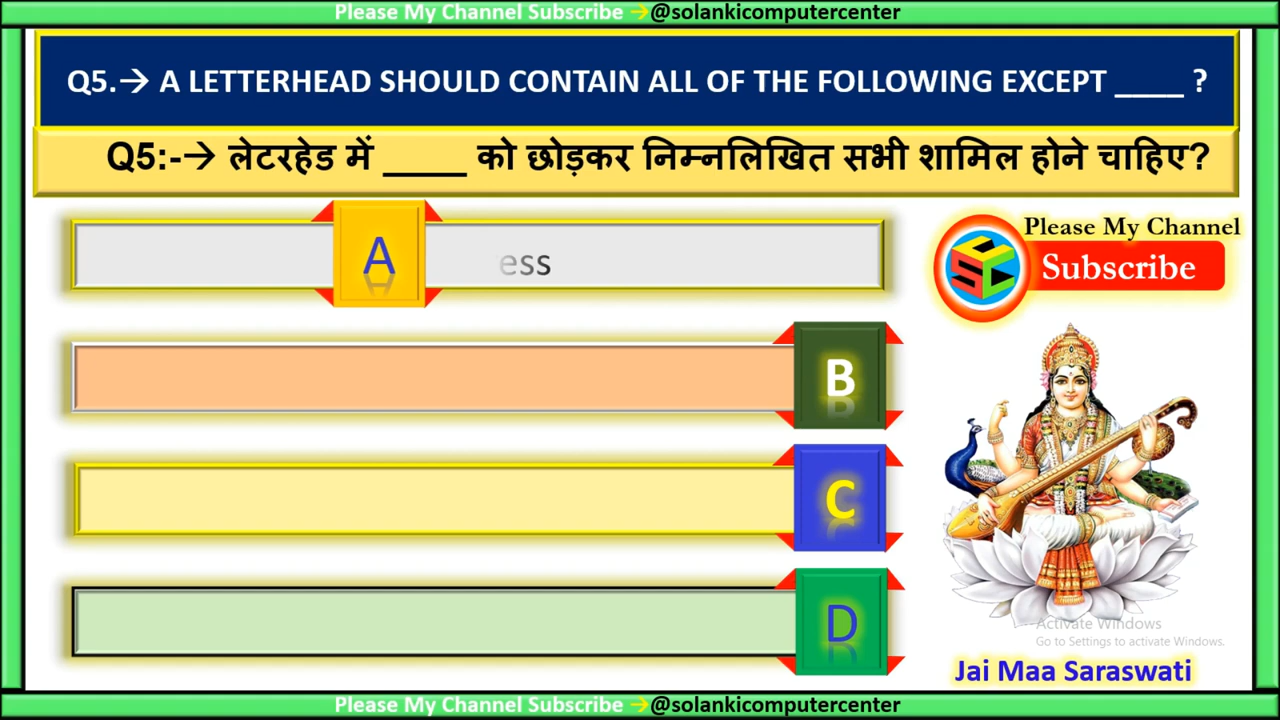 Please My Channel Subscribe →@solankicomputercenter
Q5.→ A LETTERHEAD SHOULD CONTAIN ALL OF THE FOLLOWING EXCEPT ____ ?
Q5:-→ लेटरहेड में ____ को छोड़कर निम्नलिखित सभी शामिल होने चाहिए?
A
ess
B
C
D
Please My Channel
Subscribe
CSC
Activate Windows
Go to Settings to activate Windows.
Jai Maa Saraswati
Please My Channel Subscribe →@solankicomputercenter